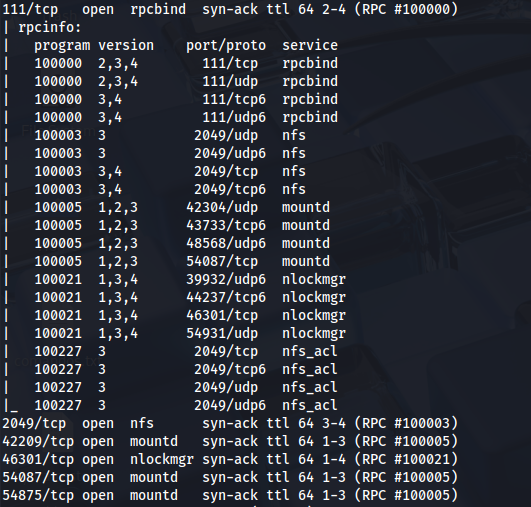 111/tcp   open  rpcbind  syn-ack ttl 64 2-4 (RPC #100000)
| rpcinfo:
|   program version    port/proto  service
|   100000  2,3,4        111/tcp   rpcbind
|   100000  2,3,4        111/udp   rpcbind
|   100000  3,4          111/tcp6  rpcbind
|   100000  3,4          111/udp6  rpcbind
|   100003  3           2049/udp   nfs
|   100003  3           2049/udp6  nfs
|   100003  3,4         2049/tcp   nfs
|   100003  3,4         2049/tcp6  nfs
|   100005  1,2,3      42304/udp   mountd
|   100005  1,2,3      43733/tcp6  mountd
|   100005  1,2,3      48568/udp6  mountd
|   100005  1,2,3      54087/tcp   mountd
|   100021  1,3,4      39932/udp6  nlockmgr
|   100021  1,3,4      44237/tcp6  nlockmgr
|   100021  1,3,4      46301/tcp   nlockmgr
|   100021  1,3,4      54931/udp   nlockmgr
|   100227  3           2049/tcp   nfs_acl
|   100227  3           2049/tcp6  nfs_acl
|   100227  3           2049/udp   nfs_acl
|_  100227  3           2049/udp6  nfs_acl
2049/tcp  open  nfs      syn-ack ttl 64 3-4 (RPC #100003)
42209/tcp open  mountd   syn-ack ttl 64 1-3 (RPC #100005)
46301/tcp open  nlockmgr syn-ack ttl 64 1-4 (RPC #100021)
54087/tcp open  mountd   syn-ack ttl 64 1-3 (RPC #100005)
54875/tcp open  mountd   syn-ack ttl 64 1-3 (RPC #100005)